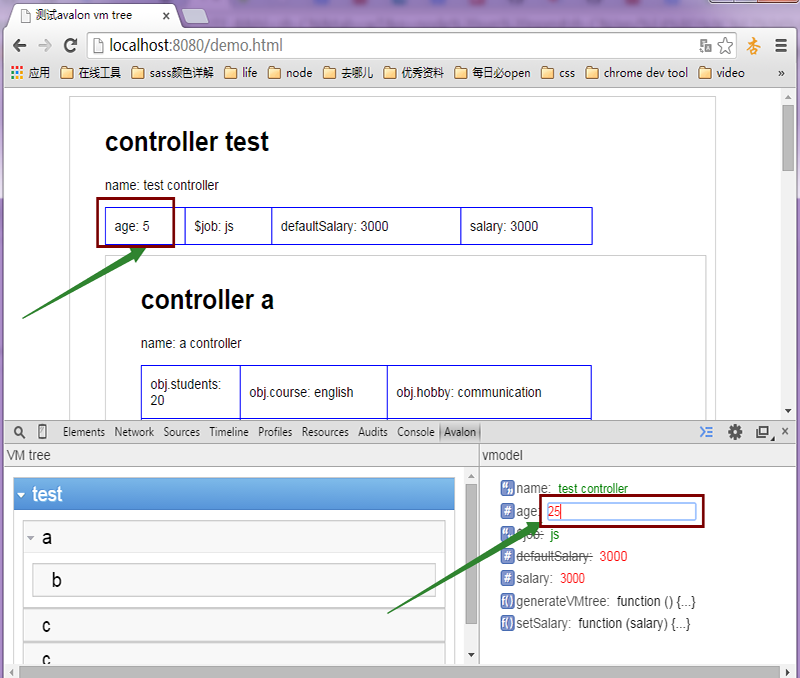 测试avalon vm tree
localhost:8080/demo.html
应用 在线工具 sass颜色详解 life node 去哪儿 优秀资料 每日必open css chrome dev tool video »
controller test
name: test controller
age: 5 $job: js defaultSalary: 3000 salary: 3000
controller a
name: a controller
obj.students: 20 obj.course: english obj.hobby: communication
Elements Network Sources Timeline Profiles Resources Audits Console Avalon
VM tree
test
a
b
c
c
vmodel
name: test controller
age: 25
$job: js
defaultSalary: 3000
salary: 3000
f() generateVMtree: function () {...}
f() setSalary: function (salary) {...}